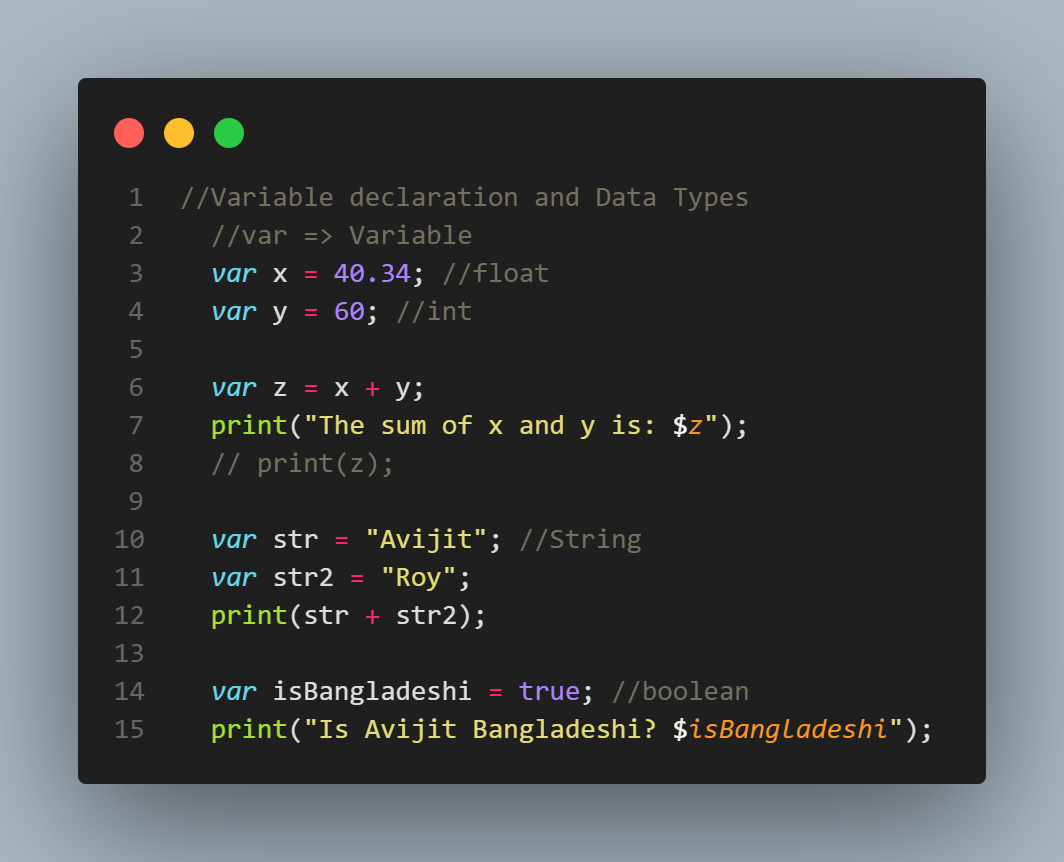 1 //Variable declaration and Data Types
2 //var => Variable
3 var x = 40.34; //float
4 var y = 60; //int
5
6 var z = x + y;
7 print("The sum of x and y is: $z");
8 // print(z);
9
10 var str = "Avijit"; //String
11 var str2 = "Roy";
12 print(str + str2);
13
14 var isBangladeshi = true; //boolean
15 print("Is Avijit Bangladeshi? $isBangladeshi");